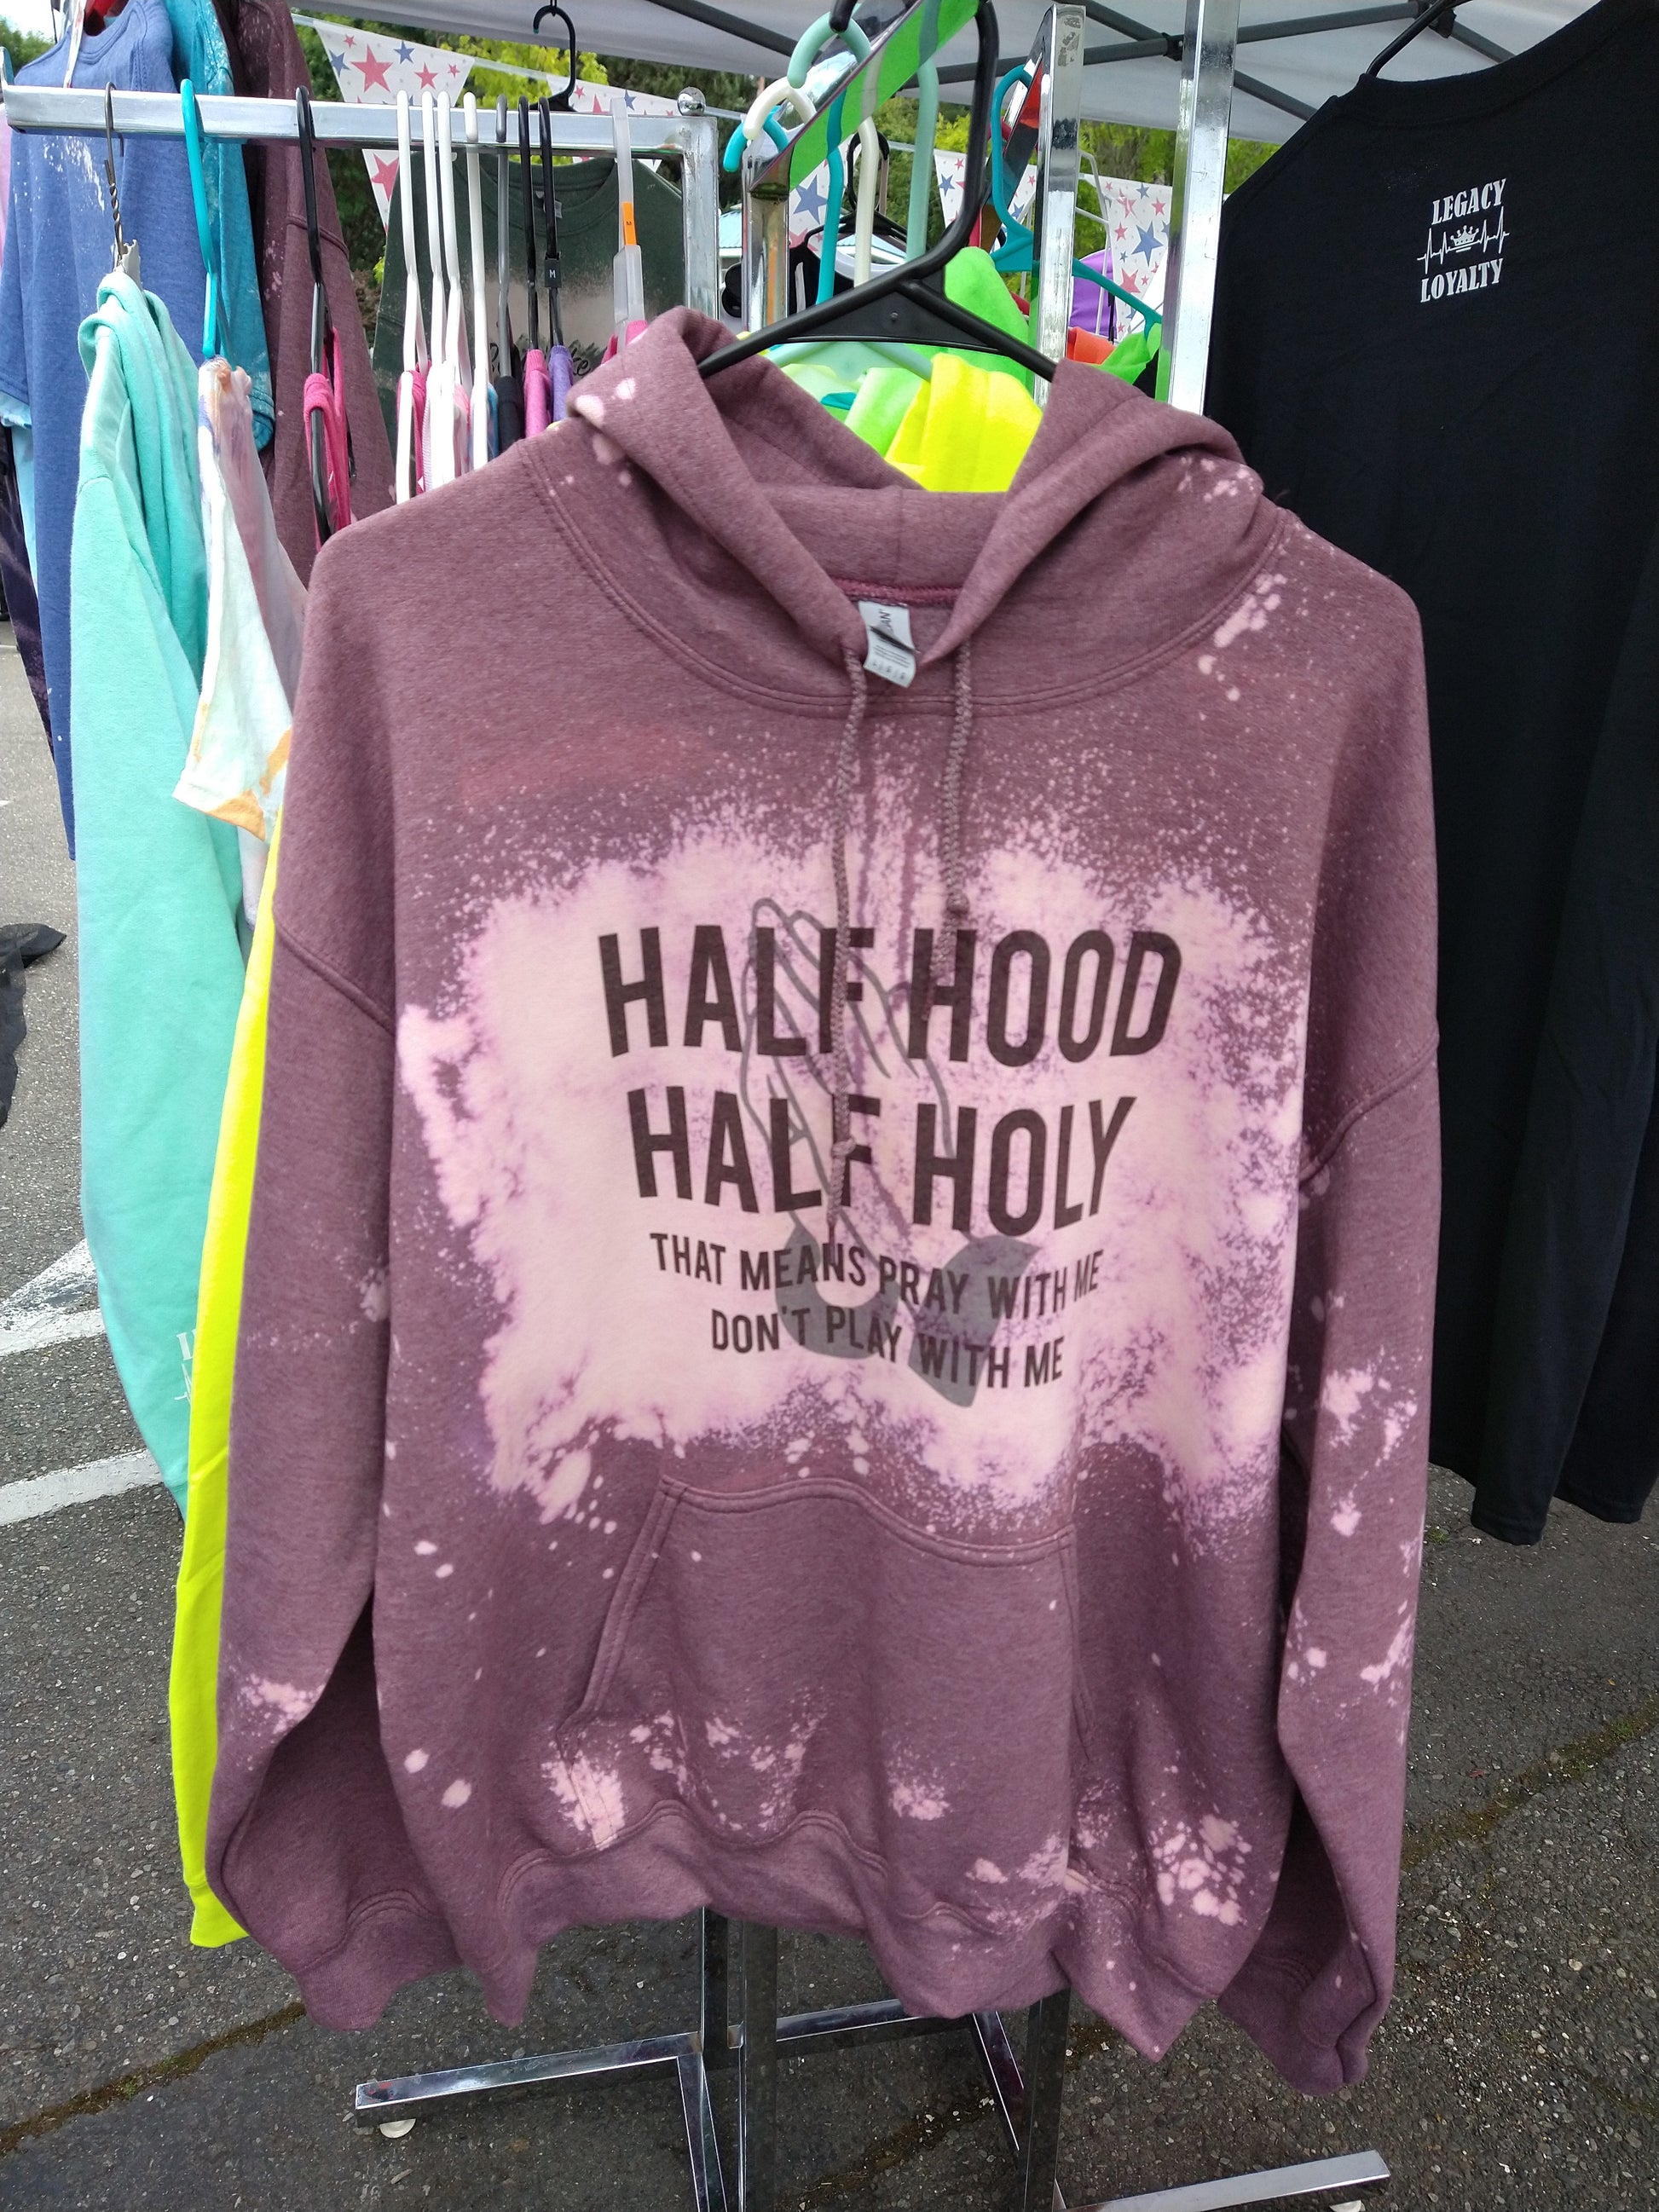 LEGACY
LOYALTY
HALF HOOD
HALF HOLY
THAT MEANS PRAY WITH ME
DON'T PLAY WITH ME
M